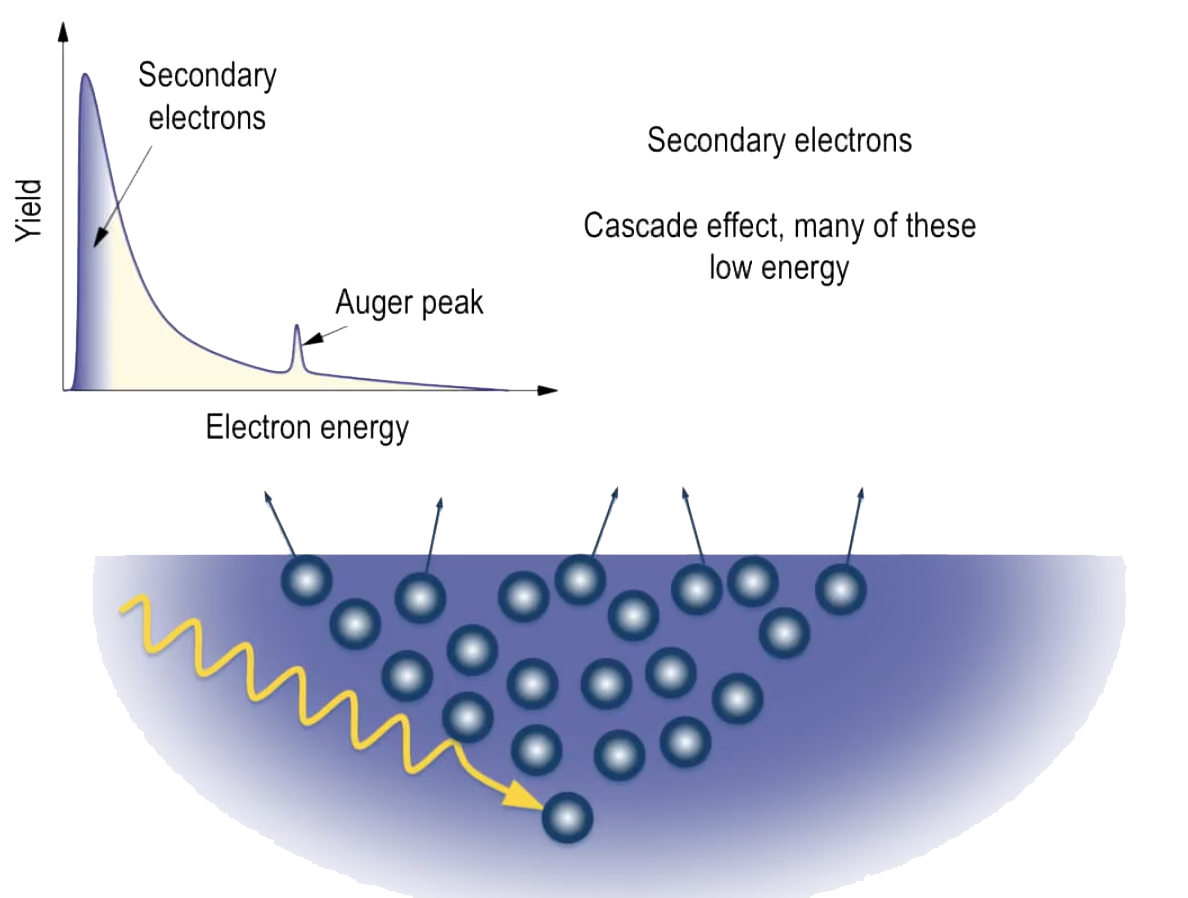 Secondary
electrons
Yield
Auger peak
Electron energy
Secondary electrons
Cascade effect, many of these
low energy